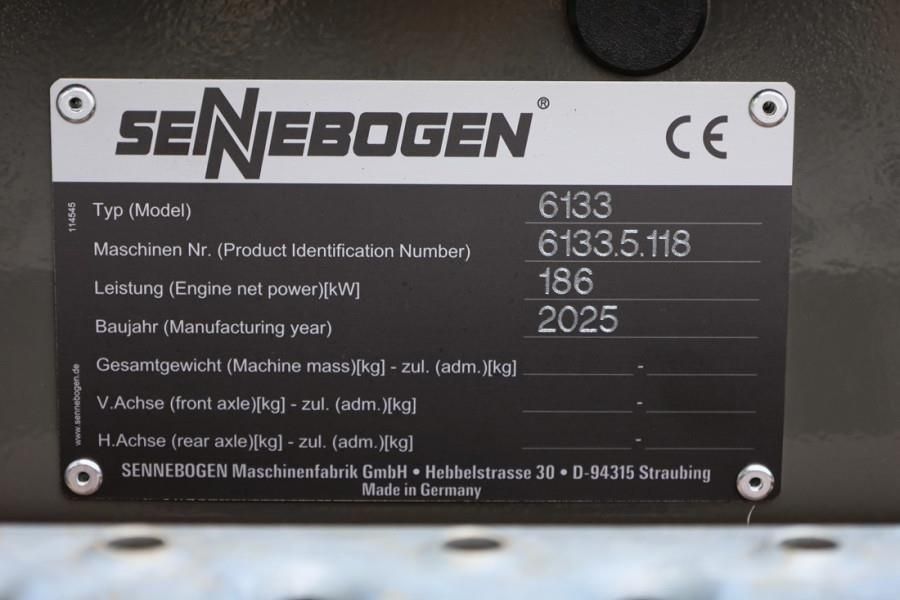 SENNEBOGEN®
CE
114545
Typ (Model) 6133
Maschinen Nr. (Product Identification Number) 6133.5.118
Leistung (Engine net power)[kW] 186
Baujahr (Manufacturing year) 2025
Gesamtgewicht (Machine mass)[kg] - zul. (adm.)[kg] -
V.Achse (front axle)[kg] - zul. (adm.)[kg] -
H.Achse (rear axle)[kg] - zul. (adm.)[kg] -
www.sennebogen.de
SENNEBOGEN Maschinenfabrik GmbH • Hebbelstrasse 30 • D-94315 Straubing
Made in Germany